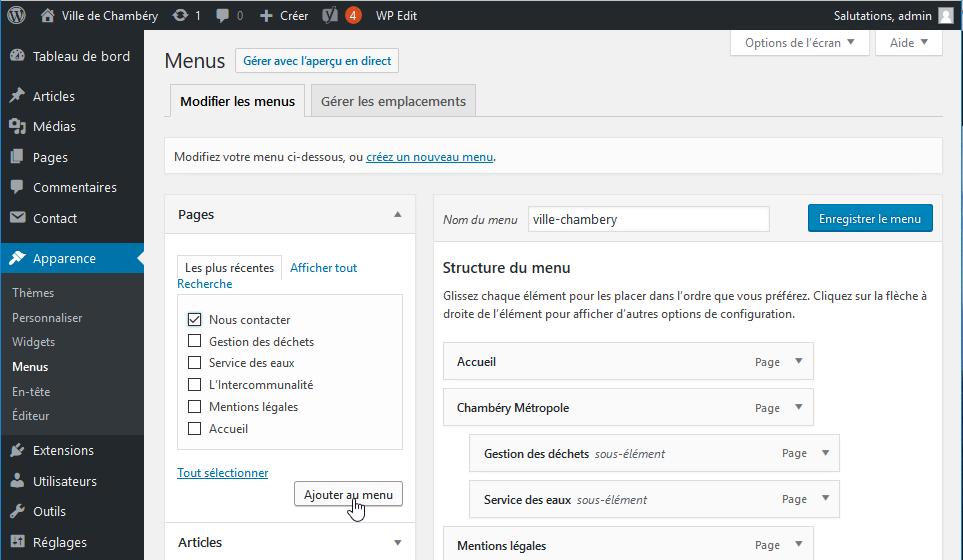 Ville de Chambéry 1 0 Créer 4 WP Edit Salutations, admin
Tableau de bord
Articles
Médias
Pages
Commentaires
Contact
Apparence
Thèmes
Personnaliser
Widgets
Menus
En-tête
Éditeur
Extensions
Utilisateurs
Outils
Réglages
Options de l'écran Aide
Menus Gérer avec l'aperçu en direct
Modifier les menus Gérer les emplacements
Modifiez votre menu ci-dessous, ou créez un nouveau menu.
Pages
Les plus récentes Afficher tout
Recherche
Nous contacter
Gestion des déchets
Service des eaux
L'Intercommunalité
Mentions légales
Accueil
Tout sélectionner
Ajouter au menu
Articles
Nom du menu ville-chambery Enregistrer le menu
Structure du menu
Glissez chaque élément pour les placer dans l'ordre que vous préférez. Cliquez sur la flèche à
droite de l'élément pour afficher d'autres options de configuration.
Accueil Page
Chambéry Métropole Page
Gestion des déchets sous-élément Page
Service des eaux sous-élément Page
Mentions légales Page